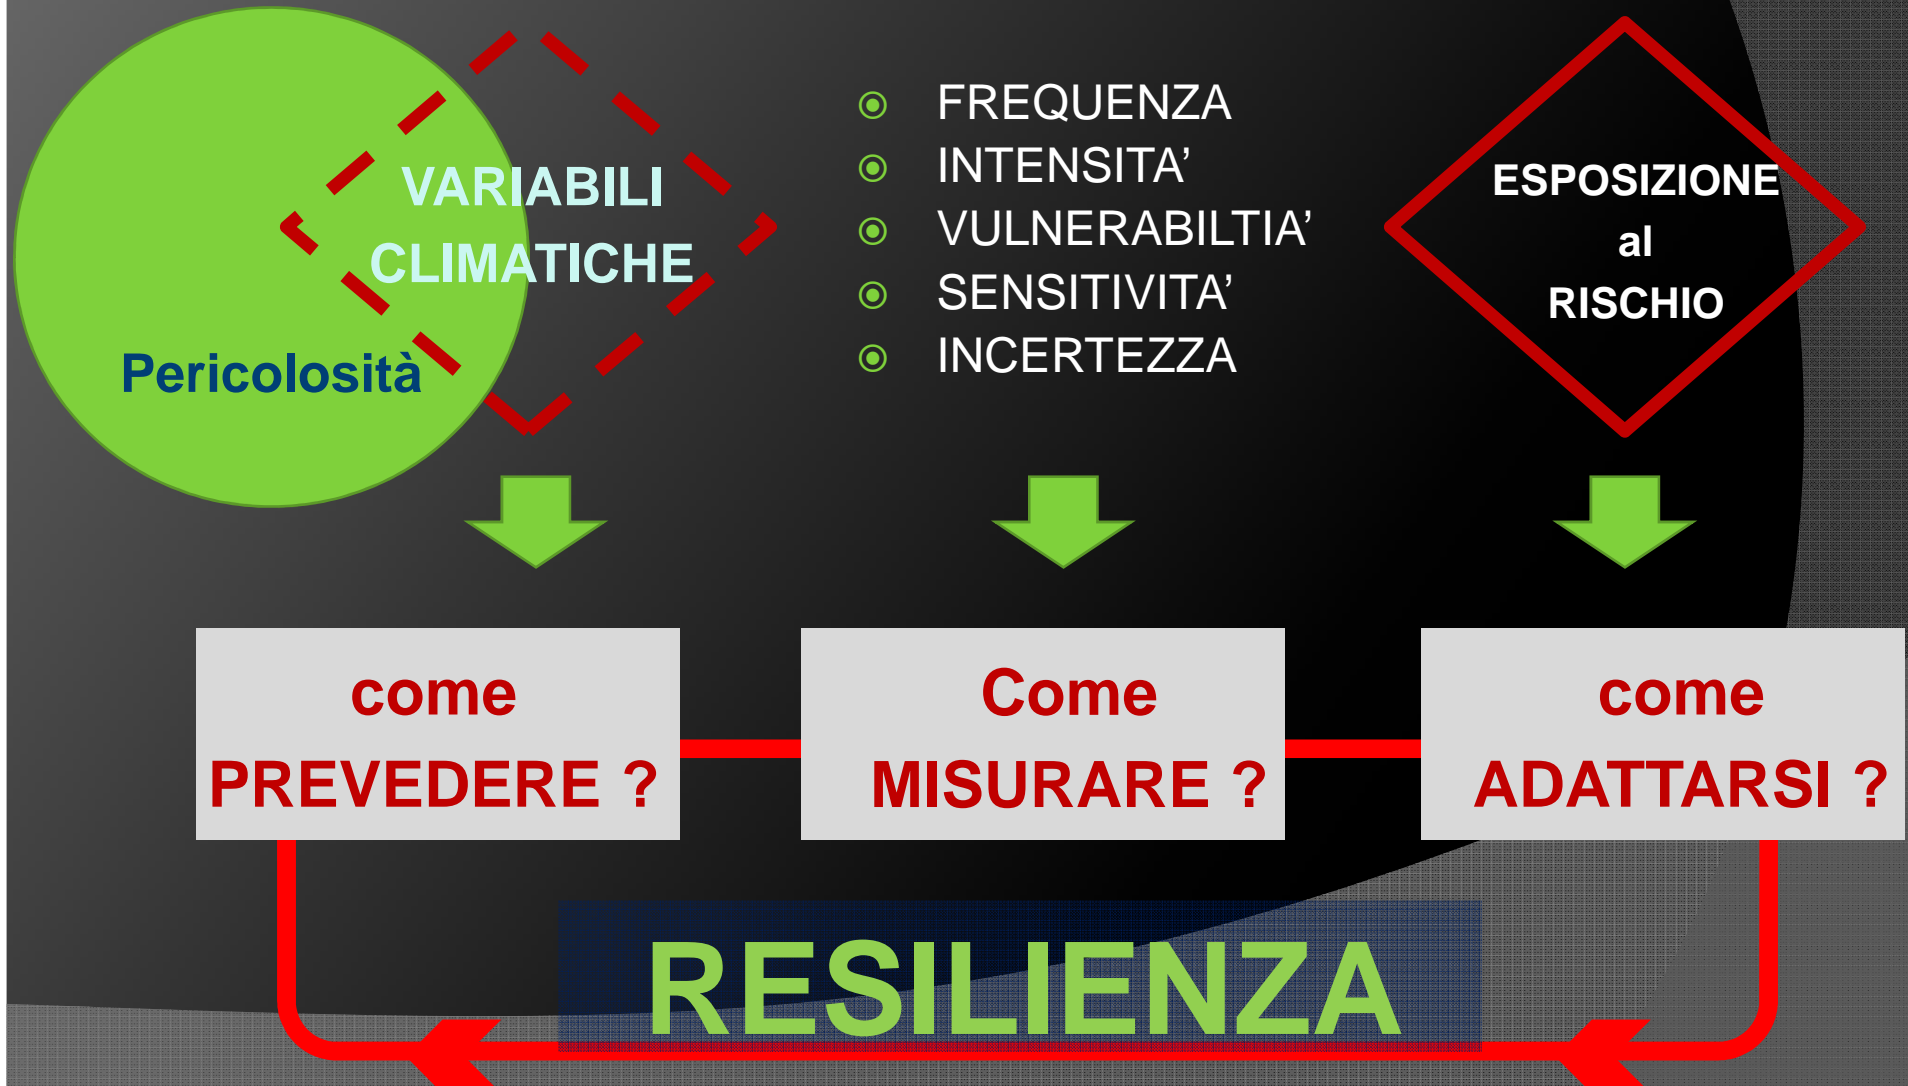 VARIABILI
CLIMATICHE
Pericolosità
FREQUENZA
INTENSITA’
VULNERABILTIA’
SENSITIVITA’
INCERTEZZA
ESPOSIZIONE
al
RISCHIO
come
PREVEDERE ?
Come
MISURARE ?
come
ADATTARSI ?
RESILIENZA